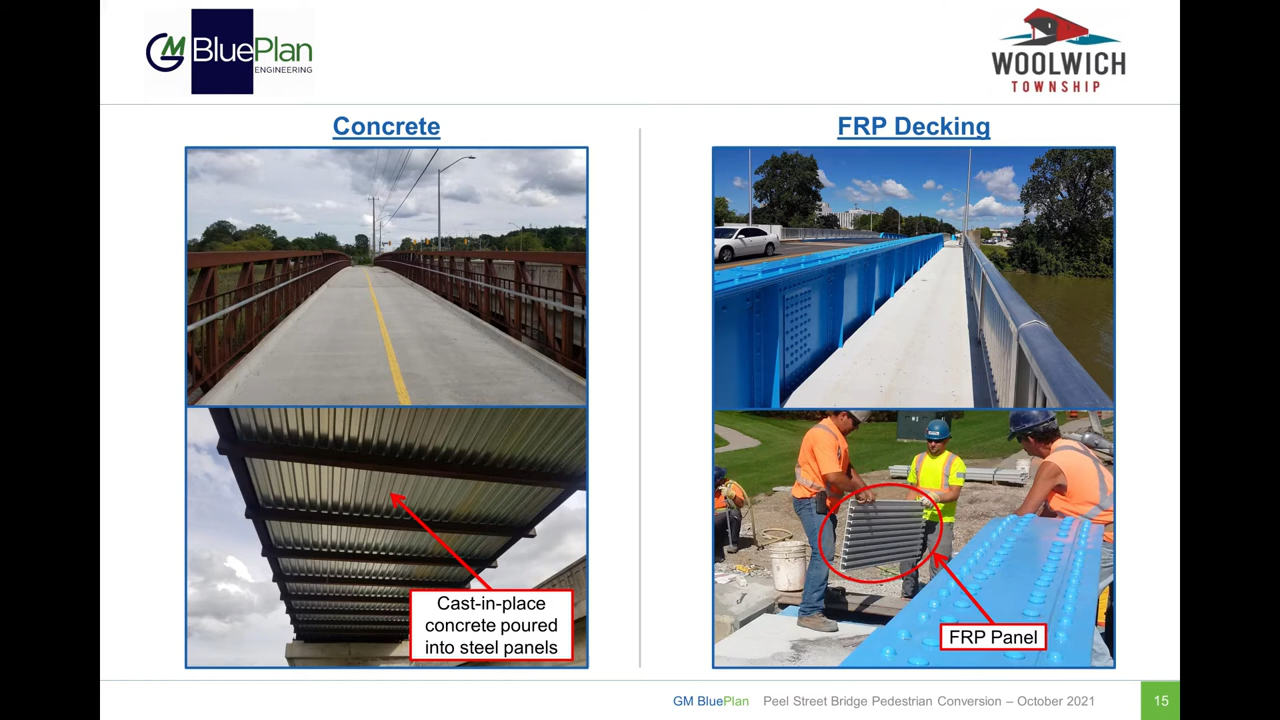 GM BluePlan
ENGINEERING
WOOLWICH
TOWNSHIP
Concrete
FRP Decking
Cast-in-place
concrete poured
into steel panels
FRP Panel
GM BluePlan Peel Street Bridge Pedestrian Conversion – October 2021
15